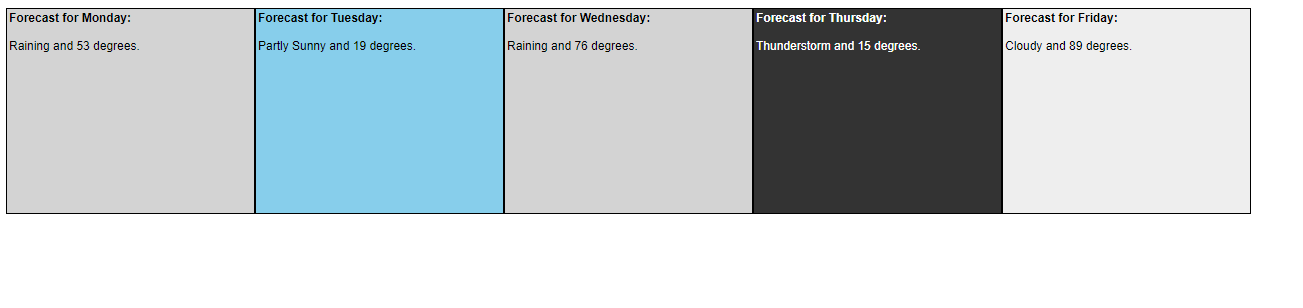 Forecast for Monday:
Raining and 53 degrees.
Forecast for Tuesday:
Partly Sunny and 19 degrees.
Forecast for Wednesday:
Raining and 76 degrees.
Forecast for Thursday:
Thunderstorm and 15 degrees.
Forecast for Friday:
Cloudy and 89 degrees.